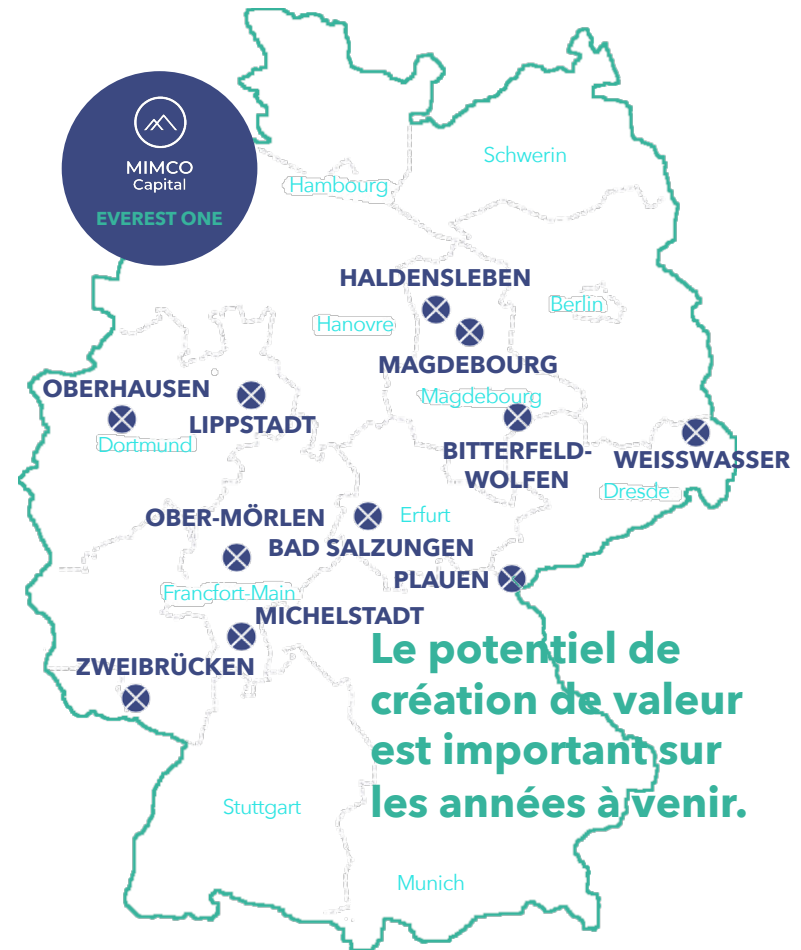 Schwerin
MIMCO
Capital
Hambourg
EVEREST ONE
HALDENSLEBEN
Berlin
Hanovre
MAGDEBOURG
OBERHAUSEN
Magdebourg
LIPPSTADT
Dortmund
BITTERFELD-
WOLFEN
WEISSWASSER
Dresde
OBER-MÖRLEN
Erfurt
BAD SALZUNGEN
PLAUEN
Francfort-Main
MICHELSTADT
ZWEIBRÜCKEN
Le potentiel de
création de valeur
est important sur
les années à venir.
Stuttgart
Munich